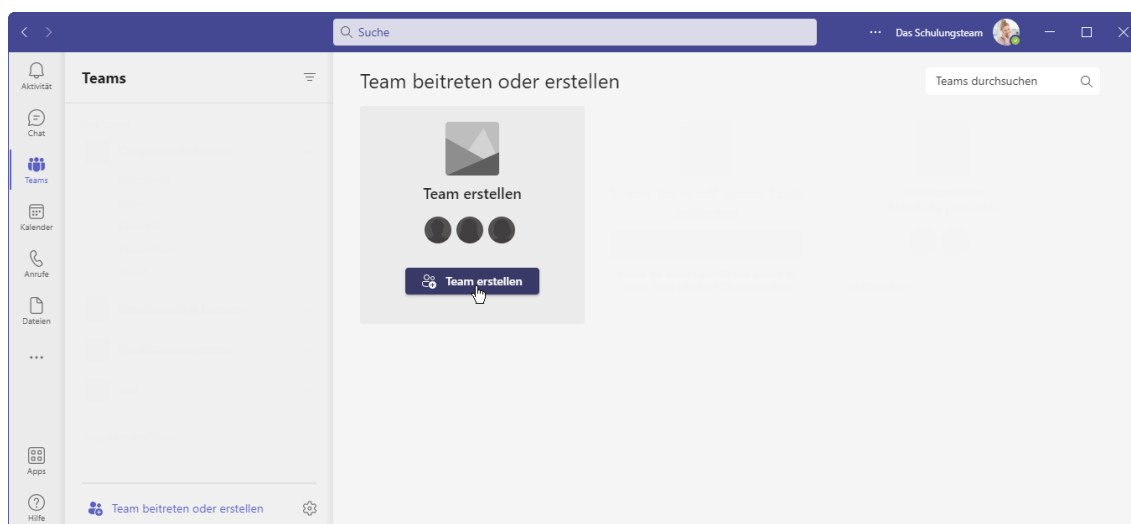 Suche
Das Schulungsteam
Aktivität
Chat
Teams
Kalender
Anrufe
Dateien
Apps
Hilfe
Teams
Team beitreten oder erstellen
Team beitreten oder erstellen
Teams durchsuchen
Team erstellen
Team erstellen